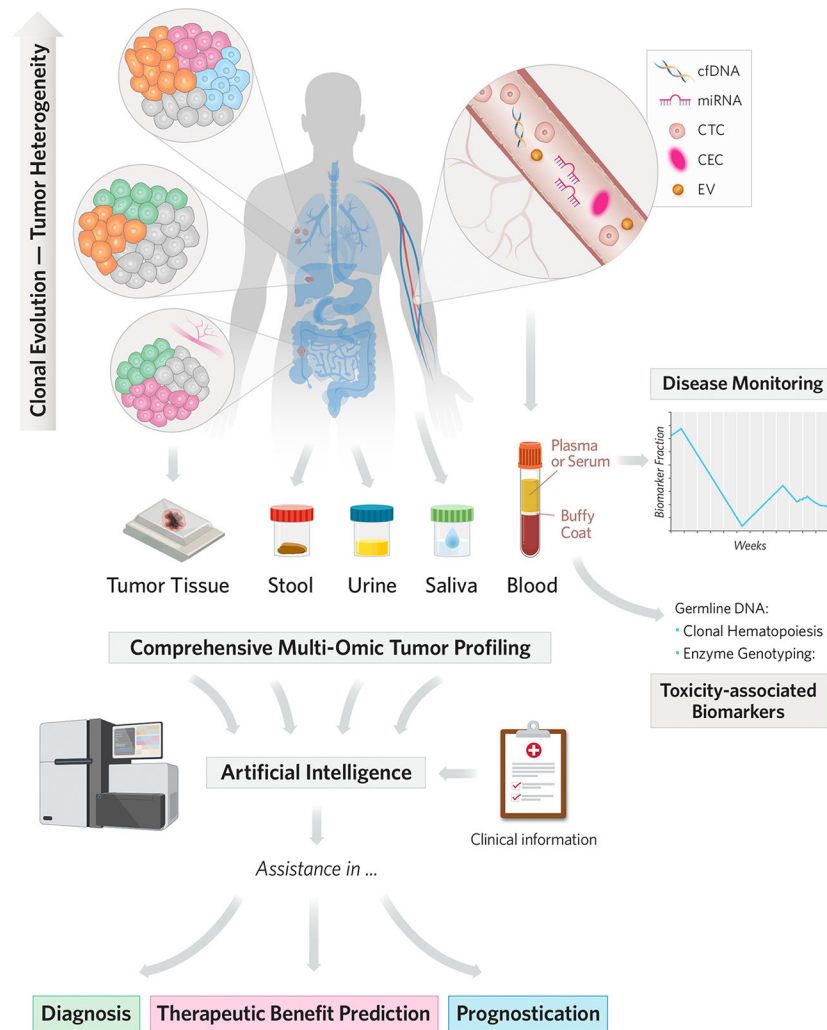 Clonal Evolution — Tumor Heterogeneity
cfDNA
miRNA
CTC
CEC
EV
Disease Monitoring
Biomarker Fraction
Weeks
Plasma
or Serum
Buffy
Coat
Tumor Tissue
Stool
Urine
Saliva
Blood
Germline DNA:
• Clonal Hematopoiesis
• Enzyme Genotyping:
Toxicity-associated
Biomarkers
Comprehensive Multi-Omic Tumor Profiling
Artificial Intelligence
Clinical information
Assistance in ...
Diagnosis
Therapeutic Benefit Prediction
Prognostication